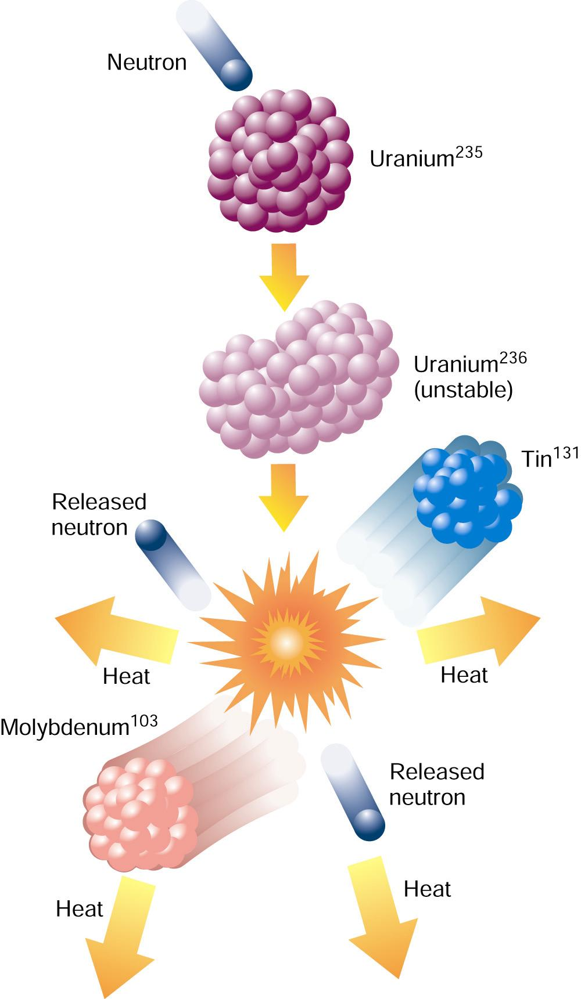 Neutron
Uranium²³⁵
Uranium²³⁶
(unstable)
Tin¹³¹
Released
neutron
Heat
Heat
Molybdenum¹⁰³
Released
neutron
Heat
Heat